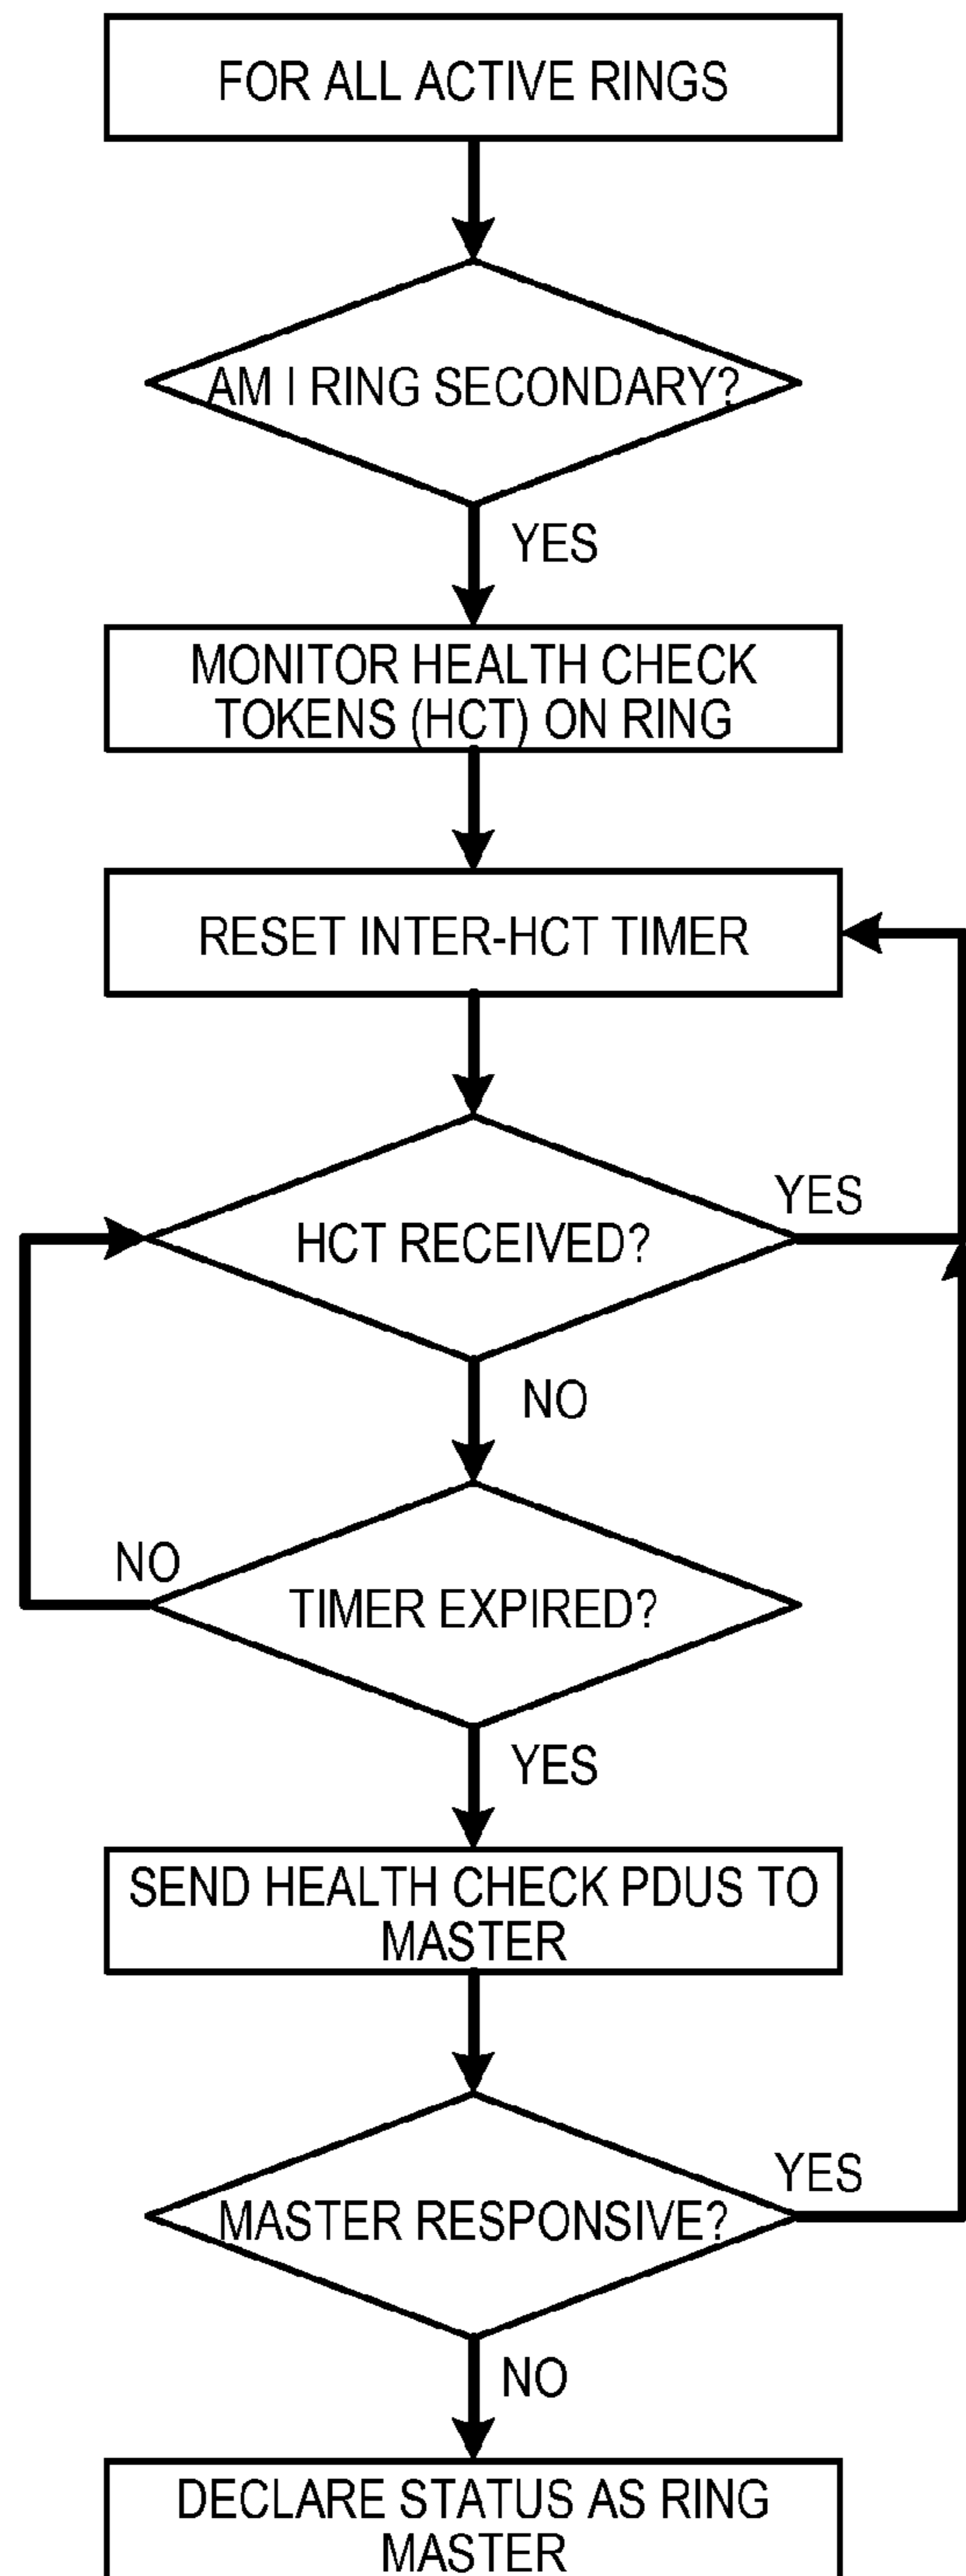 FOR ALL ACTIVE RINGS
AM I RING SECONDARY?
YES
MONITOR HEALTH CHECK
TOKENS (HCT) ON RING
RESET INTER-HCT TIMER
YES
HCT RECEIVED?
NO
NO
TIMER EXPIRED?
YES
SEND HEALTH CHECK PDUS TO
MASTER
YES
MASTER RESPONSIVE?
NO
DECLARE STATUS AS RING
MASTER